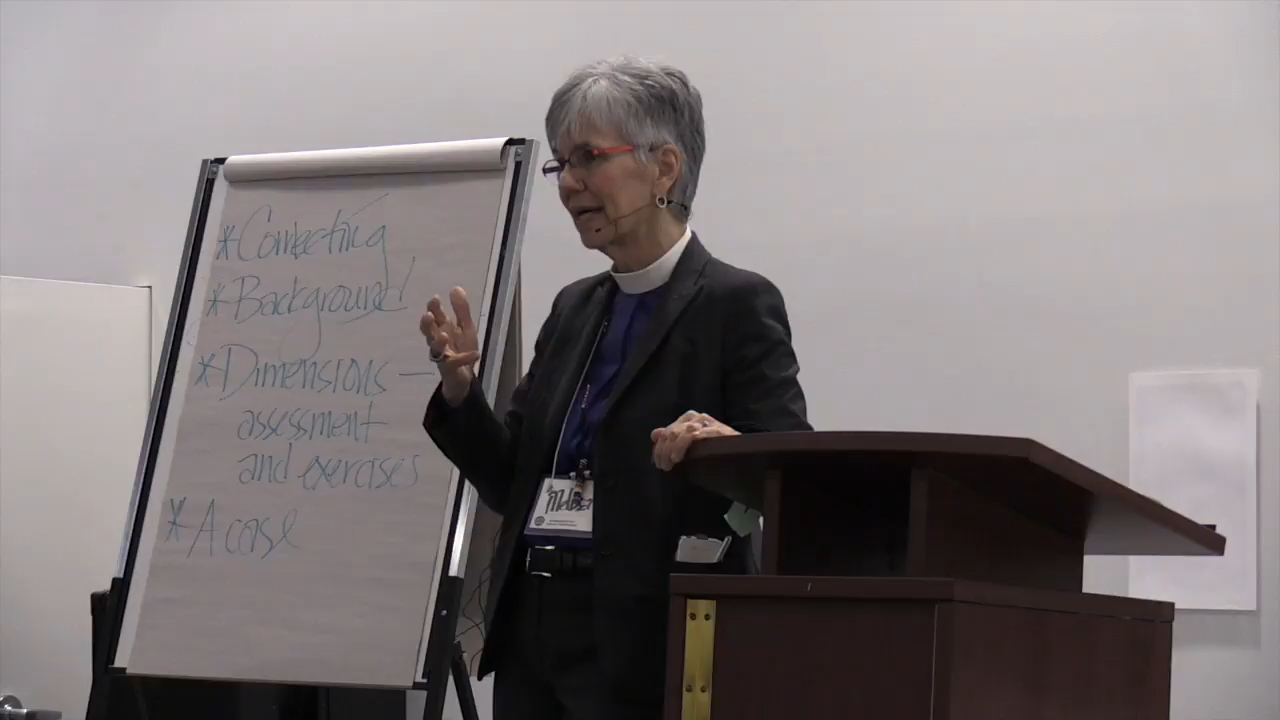 *Connecting
*Background
*Dimensions —
assessment
and exercises
*A case